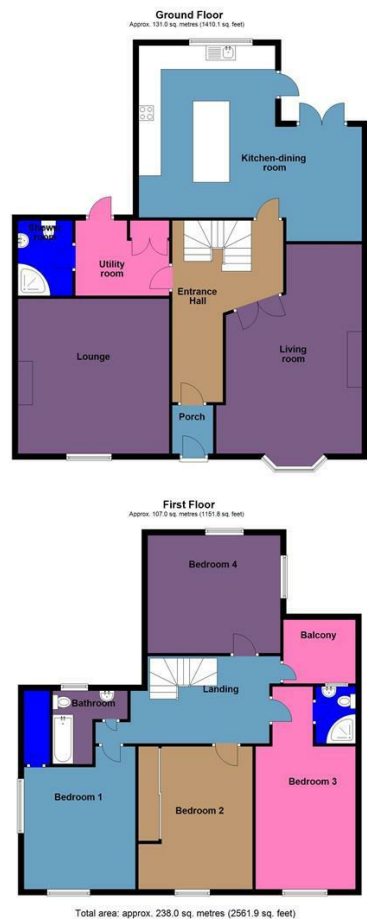 Ground Floor
Approx. 131.0 sq. metres (1410.1 sq. feet)
Kitchen-dining
room
Shower
room
Utility
room
Entrance
Hall
Lounge
Living
room
Porch
First Floor
Approx. 107.0 sq. metres (1151.8 sq. feet)
Bedroom 4
Balcony
Landing
Bathroom
Bedroom 1
Bedroom 2
Bedroom 3
Total area: approx. 238.0 sq. metres (2561.9 sq. feet)